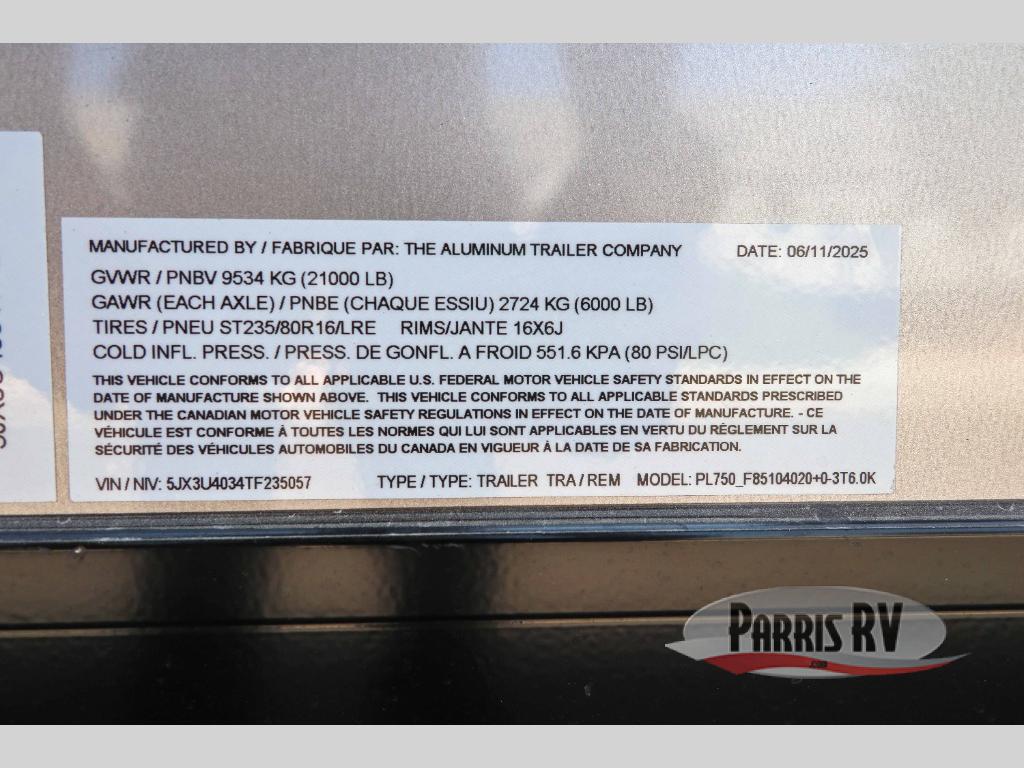 MANUFACTURED BY / FABRIQUE PAR: THE ALUMINUM TRAILER COMPANY DATE: 06/11/2025
GVWR / PNBV 9534 KG (21000 LB)
GAWR (EACH AXLE) / PNBE (CHAQUE ESSIU) 2724 KG (6000 LB)
TIRES / PNEU ST235/80R16/LRE RIMS/JANTE 16X6J
COLD INFL. PRESS. / PRESS. DE GONFL. A FROID 551.6 KPA (80 PSI/LPC)
THIS VEHICLE CONFORMS TO ALL APPLICABLE U.S. FEDERAL MOTOR VEHICLE SAFETY STANDARDS IN EFFECT ON THE
DATE OF MANUFACTURE SHOWN ABOVE. THIS VEHICLE CONFORMS TO ALL APPLICABLE STANDARDS PRESCRIBED
UNDER THE CANADIAN MOTOR VEHICLE SAFETY REGULATIONS IN EFFECT ON THE DATE OF MANUFACTURE. - CE
VÉHICULE EST CONFORME À TOUTES LES NORMES QUI LUI SONT APPLICABLES EN VERTU DU RÈGLEMENT SUR LA
SÉCURITÉ DES VÉHICULES AUTOMOBILES DU CANADA EN VIGUEUR À LA DATE DE SA FABRICATION.
VIN / NIV: 5JX3U4034TF235057 TYPE / TYPE: TRAILER TRA / REM MODEL: PL750_F85104020+0-3T6.0K
PARRIS RV
.com